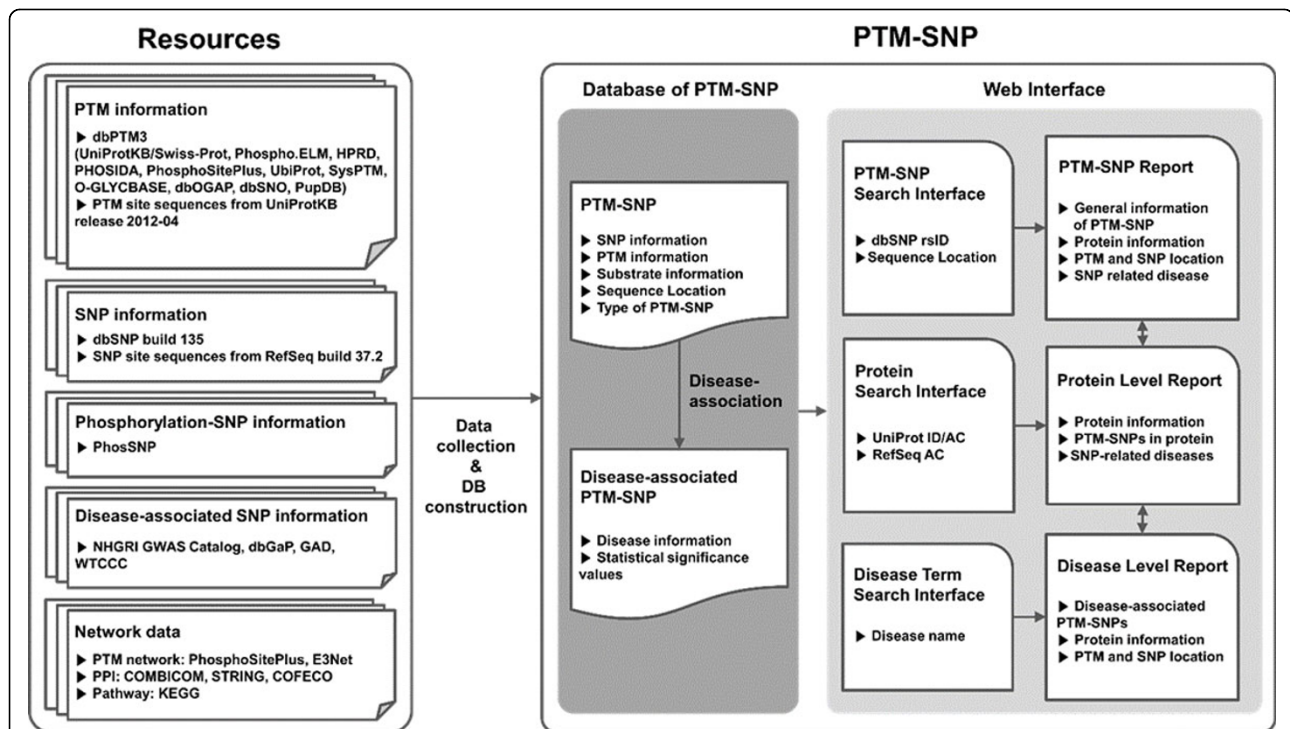 Resources
PTM information
▶ dbPTM3
(UniProtKB/Swiss-Prot, Phospho.ELM, HPRD,
PHOSIDA, PhosphoSitePlus, UbiProt, SysPTM,
O-GLYCBASE, dbOGAP, dbSNO, PupDB)
▶ PTM site sequences from UniProtKB
release 2012-04
SNP information
▶ dbSNP build 135
▶ SNP site sequences from RefSeq build 37.2
Phosphorylation-SNP information
▶ PhosSNP
Disease-associated SNP information
▶ NHGRI GWAS Catalog, dbGaP, GAD,
WTCCC
Network data
▶ PTM network: PhosphoSitePlus, E3Net
▶ PPI: COMBICOM, STRING, COFECO
▶ Pathway: KEGG
Data
collection
&
DB
construction
PTM-SNP
Database of PTM-SNP
PTM-SNP
▶ SNP information
▶ PTM information
▶ Substrate information
▶ Sequence Location
▶ Type of PTM-SNP
Disease-
association
Disease-associated
PTM-SNP
▶ Disease information
▶ Statistical significance
values
Web Interface
PTM-SNP
Search Interface
▶ dbSNP rsID
▶ Sequence Location
PTM-SNP Report
▶ General information
of PTM-SNP
▶ Protein information
▶ PTM and SNP location
▶ SNP related disease
Protein
Search Interface
▶ UniProt ID/AC
▶ RefSeq AC
Protein Level Report
▶ Protein information
▶ PTM-SNPs in protein
▶ SNP-related diseases
Disease Term
Search Interface
▶ Disease name
Disease Level Report
▶ Disease-associated
PTM-SNPs
▶ Protein information
▶ PTM and SNP location